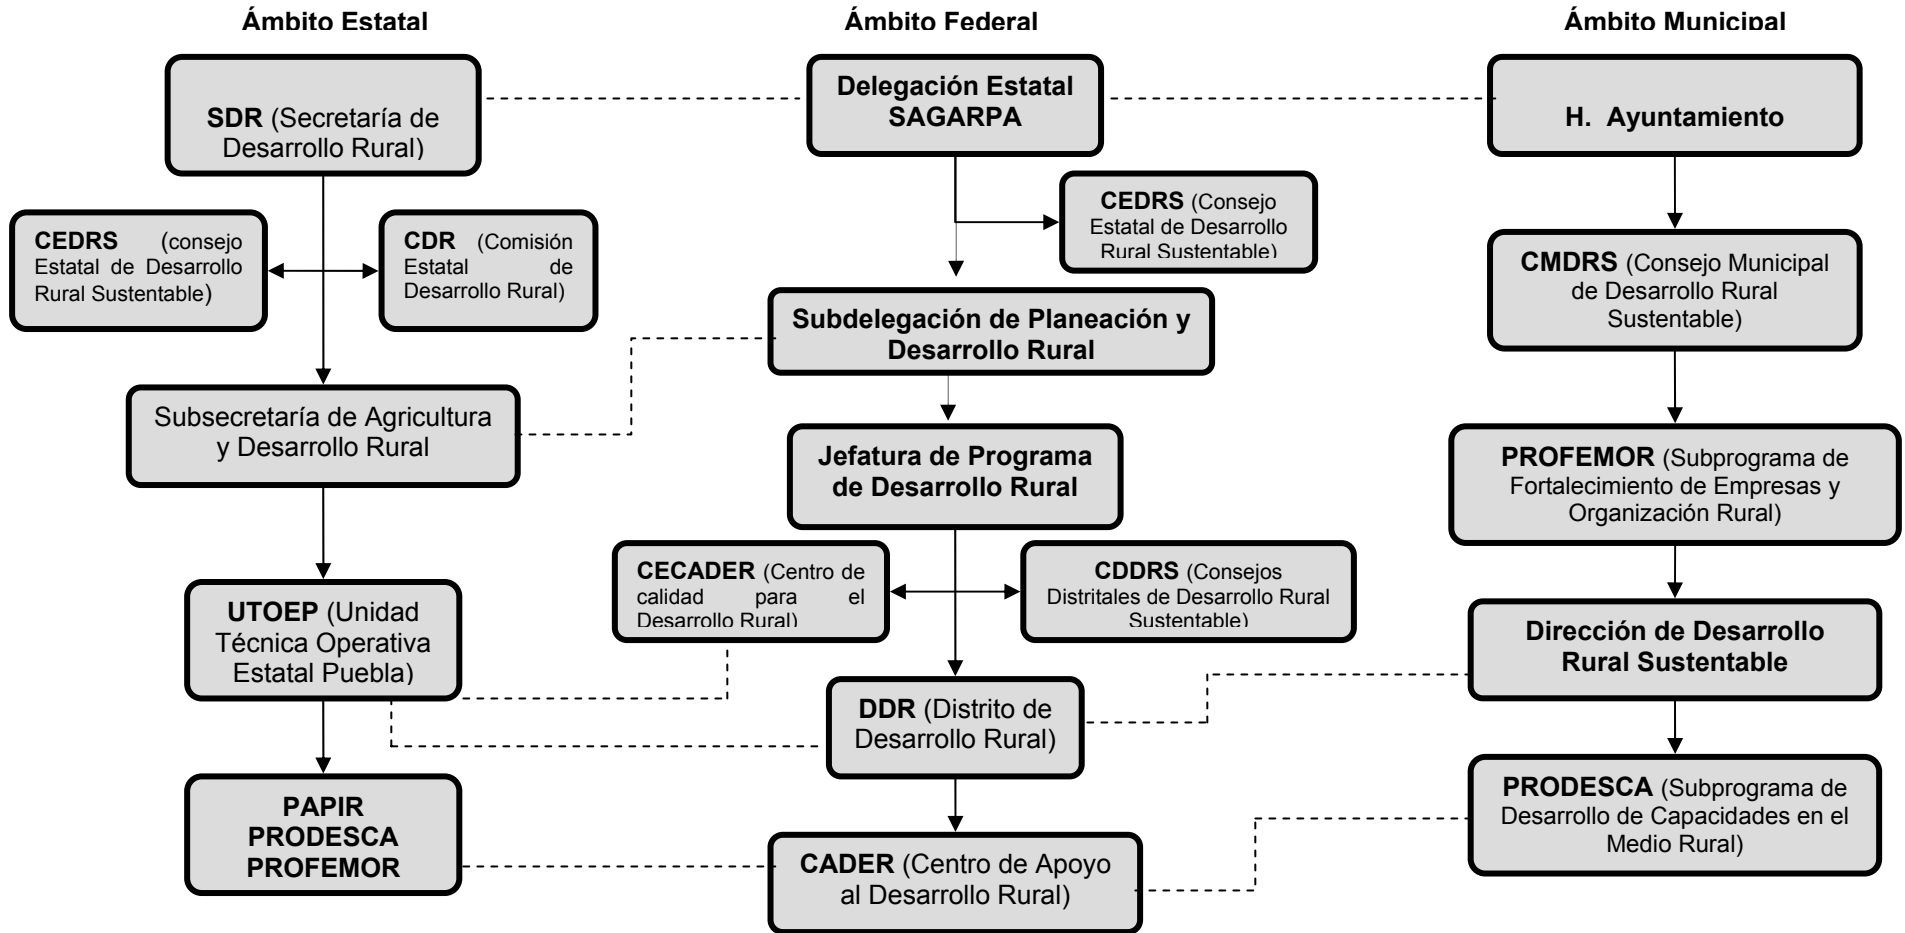 Ámbito Estatal
Ámbito Federal
Ámbito Municipal
SDR (Secretaría de
Desarrollo Rural)
Delegación Estatal
SAGARPA
H. Ayuntamiento
CEDRS (consejo
Estatal de Desarrollo
Rural Sustentable)
CDR (Comisión
Estatal de
Desarrollo Rural)
CEDRS (Consejo
Estatal de Desarrollo
Rural Sustentable)
CMDRS (Consejo Municipal
de Desarrollo Rural
Sustentable)
Subdelegación de Planeación y
Desarrollo Rural
Subsecretaría de Agricultura
y Desarrollo Rural
Jefatura de Programa
de Desarrollo Rural
PROFEMOR (Subprograma de
Fortalecimiento de Empresas y
Organización Rural)
CECADER (Centro de
calidad para el
Desarrollo Rural)
CDDRS (Consejos
Distritales de Desarrollo Rural
Sustentable)
UTOEP (Unidad
Técnica Operativa
Estatal Puebla)
Dirección de Desarrollo
Rural Sustentable
DDR (Distrito de
Desarrollo Rural)
PAPIR
PRODESCA
PROFEMOR
PRODESCA (Subprograma de
Desarrollo de Capacidades en el
Medio Rural)
CADER (Centro de Apoyo
al Desarrollo Rural)